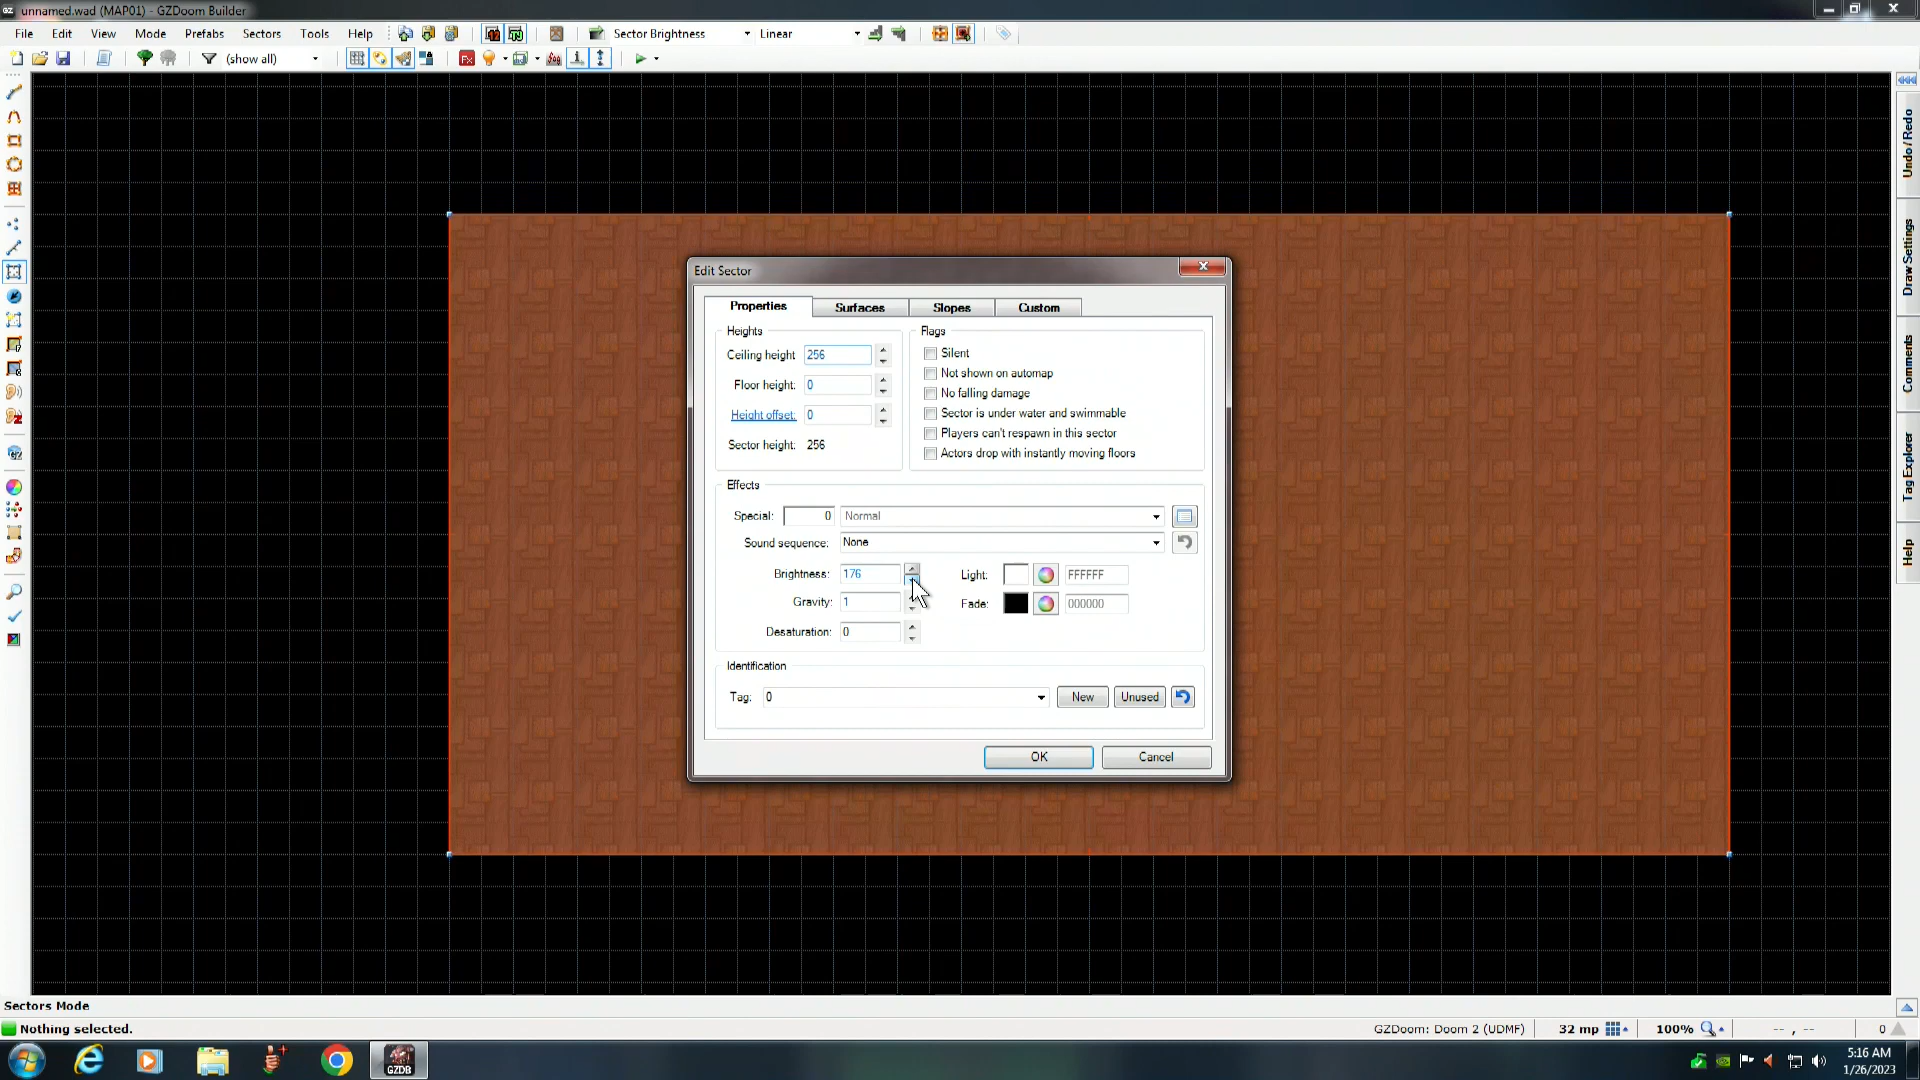 unnamed.wad (MAP01) - GZDoom Builder
File Edit View Mode Prefabs Sectors Tools Help Sector Brightness Linear
(show all)
Undo / Redo
Draw Settings
Comments
Tag Explorer
Help
Edit Sector
Properties Surfaces Slopes Custom
Heights
Ceiling height 256
Floor height: 0
Height offset: 0
Sector height: 256
Flags
Silent
Not shown on automap
No falling damage
Sector is under water and swimmable
Players can't respawn in this sector
Actors drop with instantly moving floors
Effects
Special: 0 Normal
Sound sequence: None
Brightness: 176 Light: FFFFFF
Gravity: 1 Fade: 000000
Desaturation: 0
Identification
Tag: 0 New Unused
OK Cancel
Sectors Mode
Nothing selected. GZDoom: Doom 2 (UDMF) 32 mp 100% -- , -- 0
GZDB
5:16 AM
1/26/2023